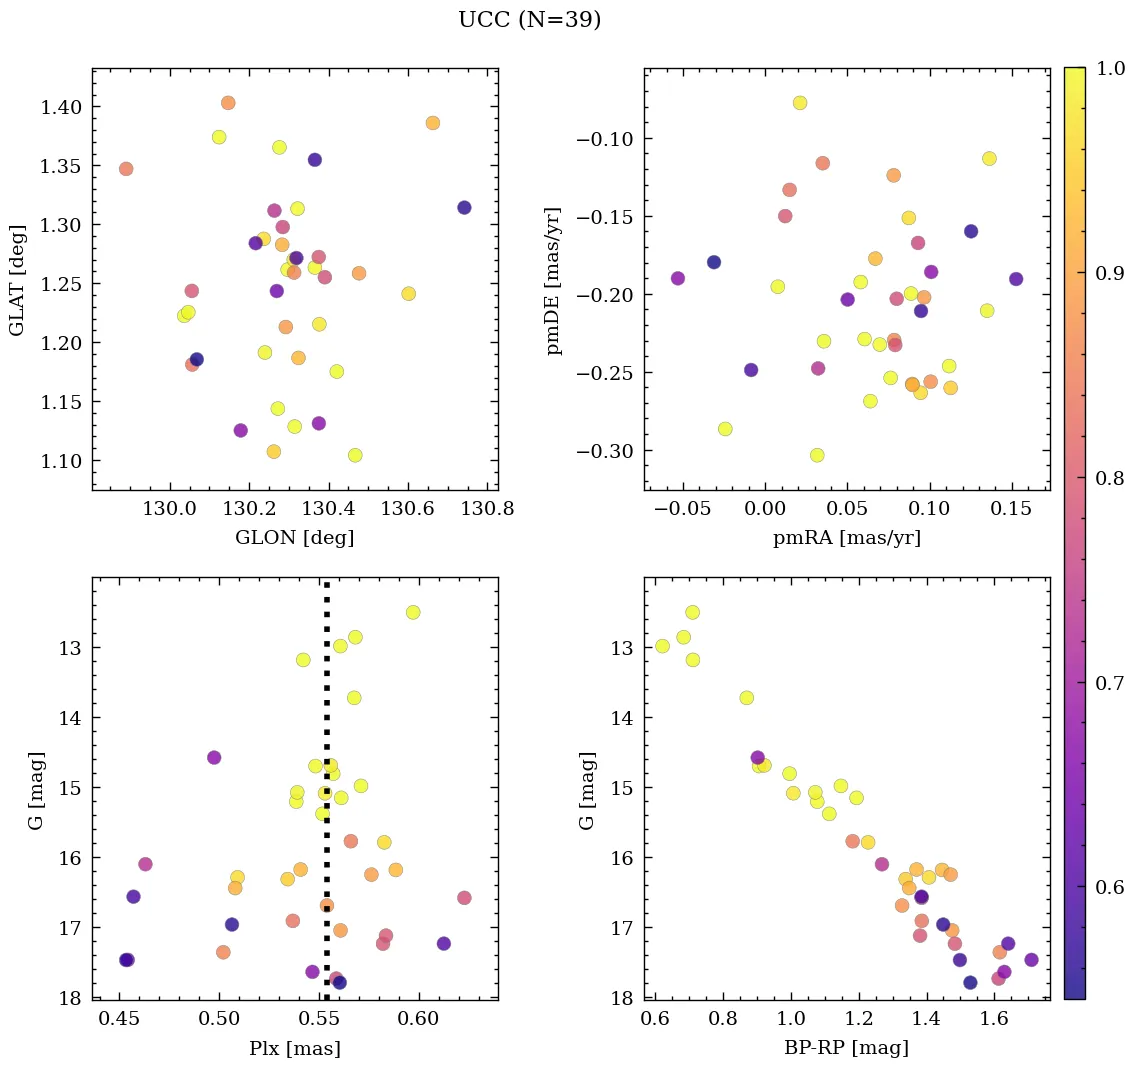 UCC (N=39)
1.40
1.35
1.30
1.25
1.20
1.15
1.10
GLAT [deg]
130.0 130.2 130.4 130.6 130.8
GLON [deg]
−0.10
−0.15
−0.20
−0.25
−0.30
pmDE [mas/yr]
−0.05 0.00 0.05 0.10 0.15
pmRA [mas/yr]
1.0
0.9
0.8
0.7
0.6
13
14
15
16
17
18
G [mag]
0.45 0.50 0.55 0.60
Plx [mas]
13
14
15
16
17
18
G [mag]
0.6 0.8 1.0 1.2 1.4 1.6
BP-RP [mag]